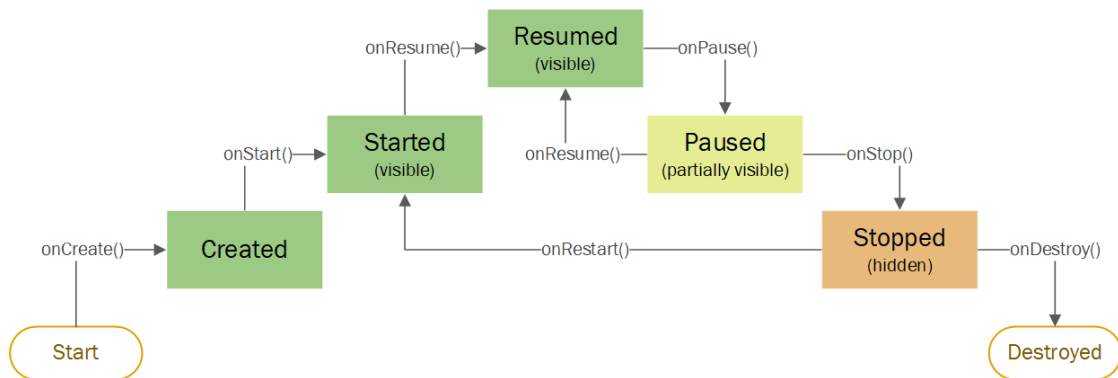 Resumed
(visible)
onResume()
onPause()
Started
(visible)
Paused
(partially visible)
onStart()
onResume()
onStop()
Created
Stopped
(hidden)
onCreate()
onRestart()
onDestroy()
Start
Destroyed